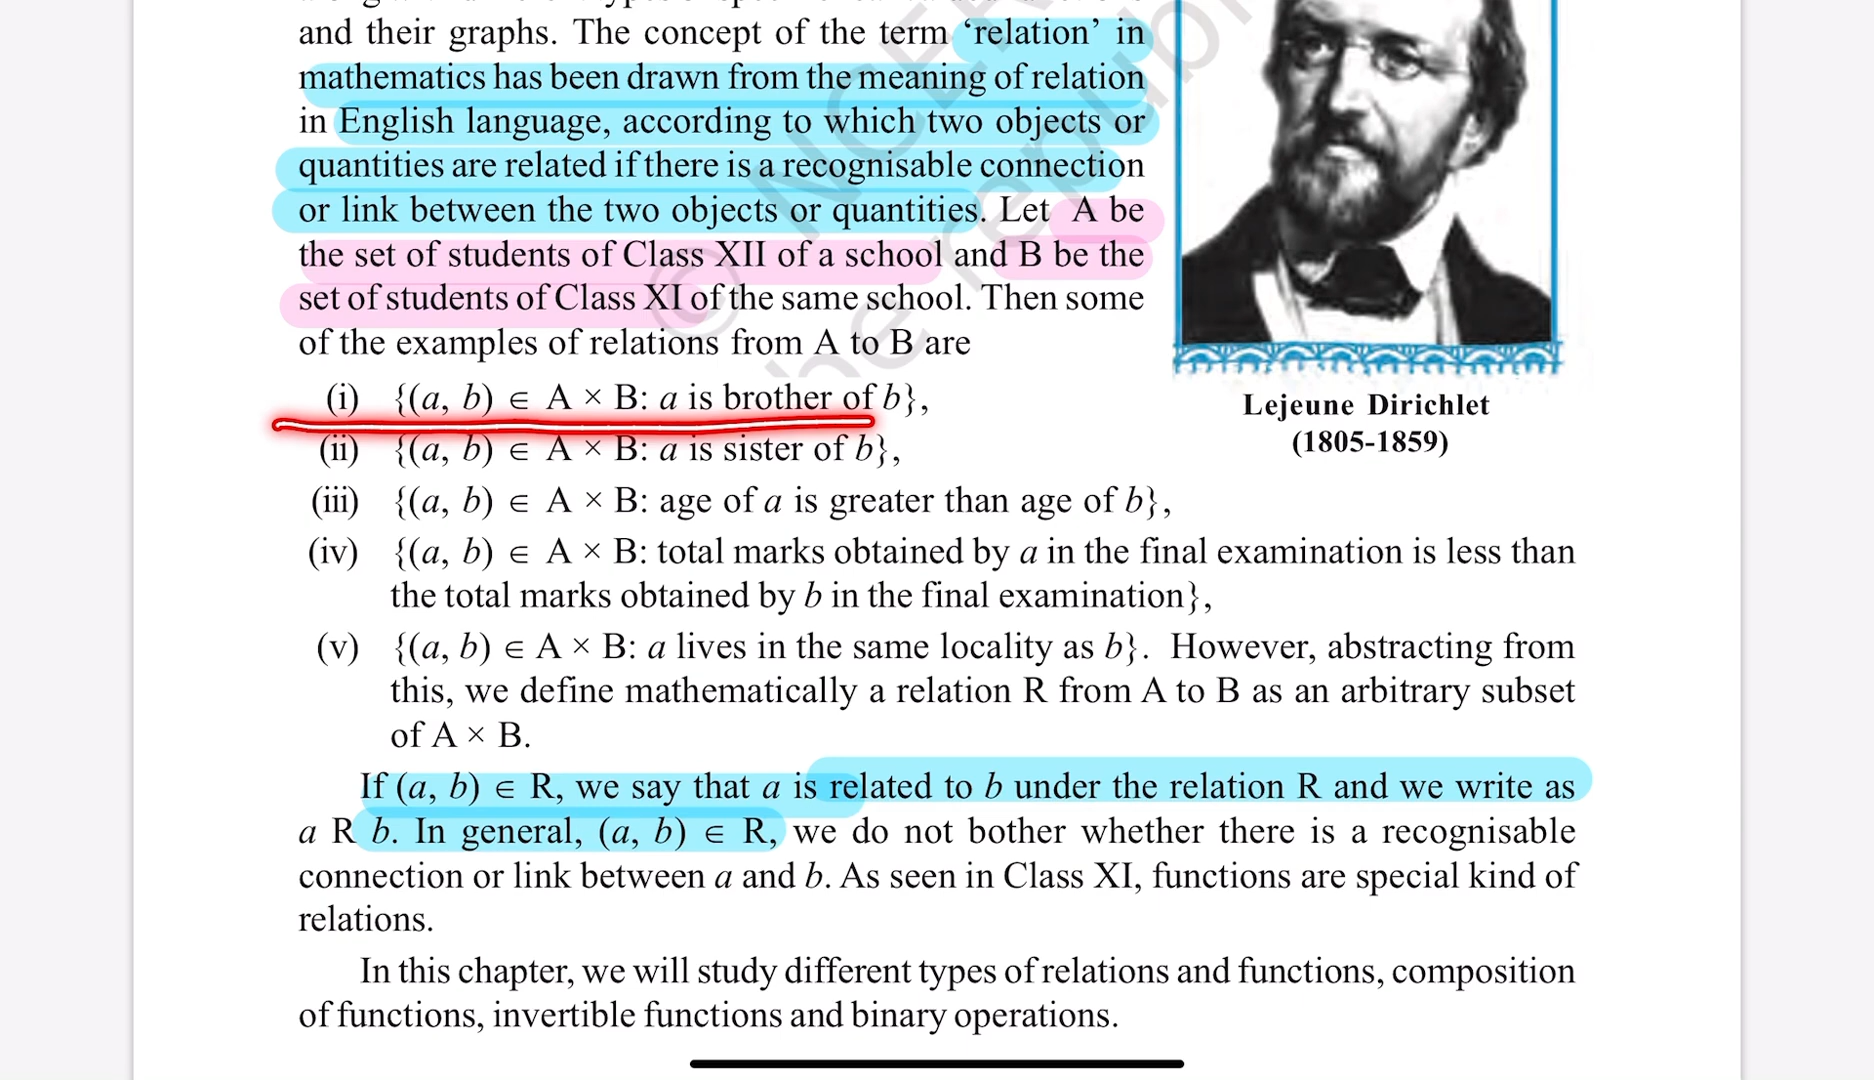 and their graphs. The concept of the term ‘relation’ in
mathematics has been drawn from the meaning of relation
in English language, according to which two objects or
quantities are related if there is a recognisable connection
or link between the two objects or quantities. Let A be
the set of students of Class XII of a school and B be the
set of students of Class XI of the same school. Then some
of the examples of relations from A to B are
(i) {(a, b) ∈ A × B: a is brother of b},
(ii) {(a, b) ∈ A × B: a is sister of b},
(iii) {(a, b) ∈ A × B: age of a is greater than age of b},
(iv) {(a, b) ∈ A × B: total marks obtained by a in the final examination is less than
the total marks obtained by b in the final examination},
(v) {(a, b) ∈ A × B: a lives in the same locality as b}. However, abstracting from
this, we define mathematically a relation R from A to B as an arbitrary subset
of A × B.
If (a, b) ∈ R, we say that a is related to b under the relation R and we write as
a R b. In general, (a, b) ∈ R, we do not bother whether there is a recognisable
connection or link between a and b. As seen in Class XI, functions are special kind of
relations.
In this chapter, we will study different types of relations and functions, composition
of functions, invertible functions and binary operations.
Lejeune Dirichlet
(1805-1859)